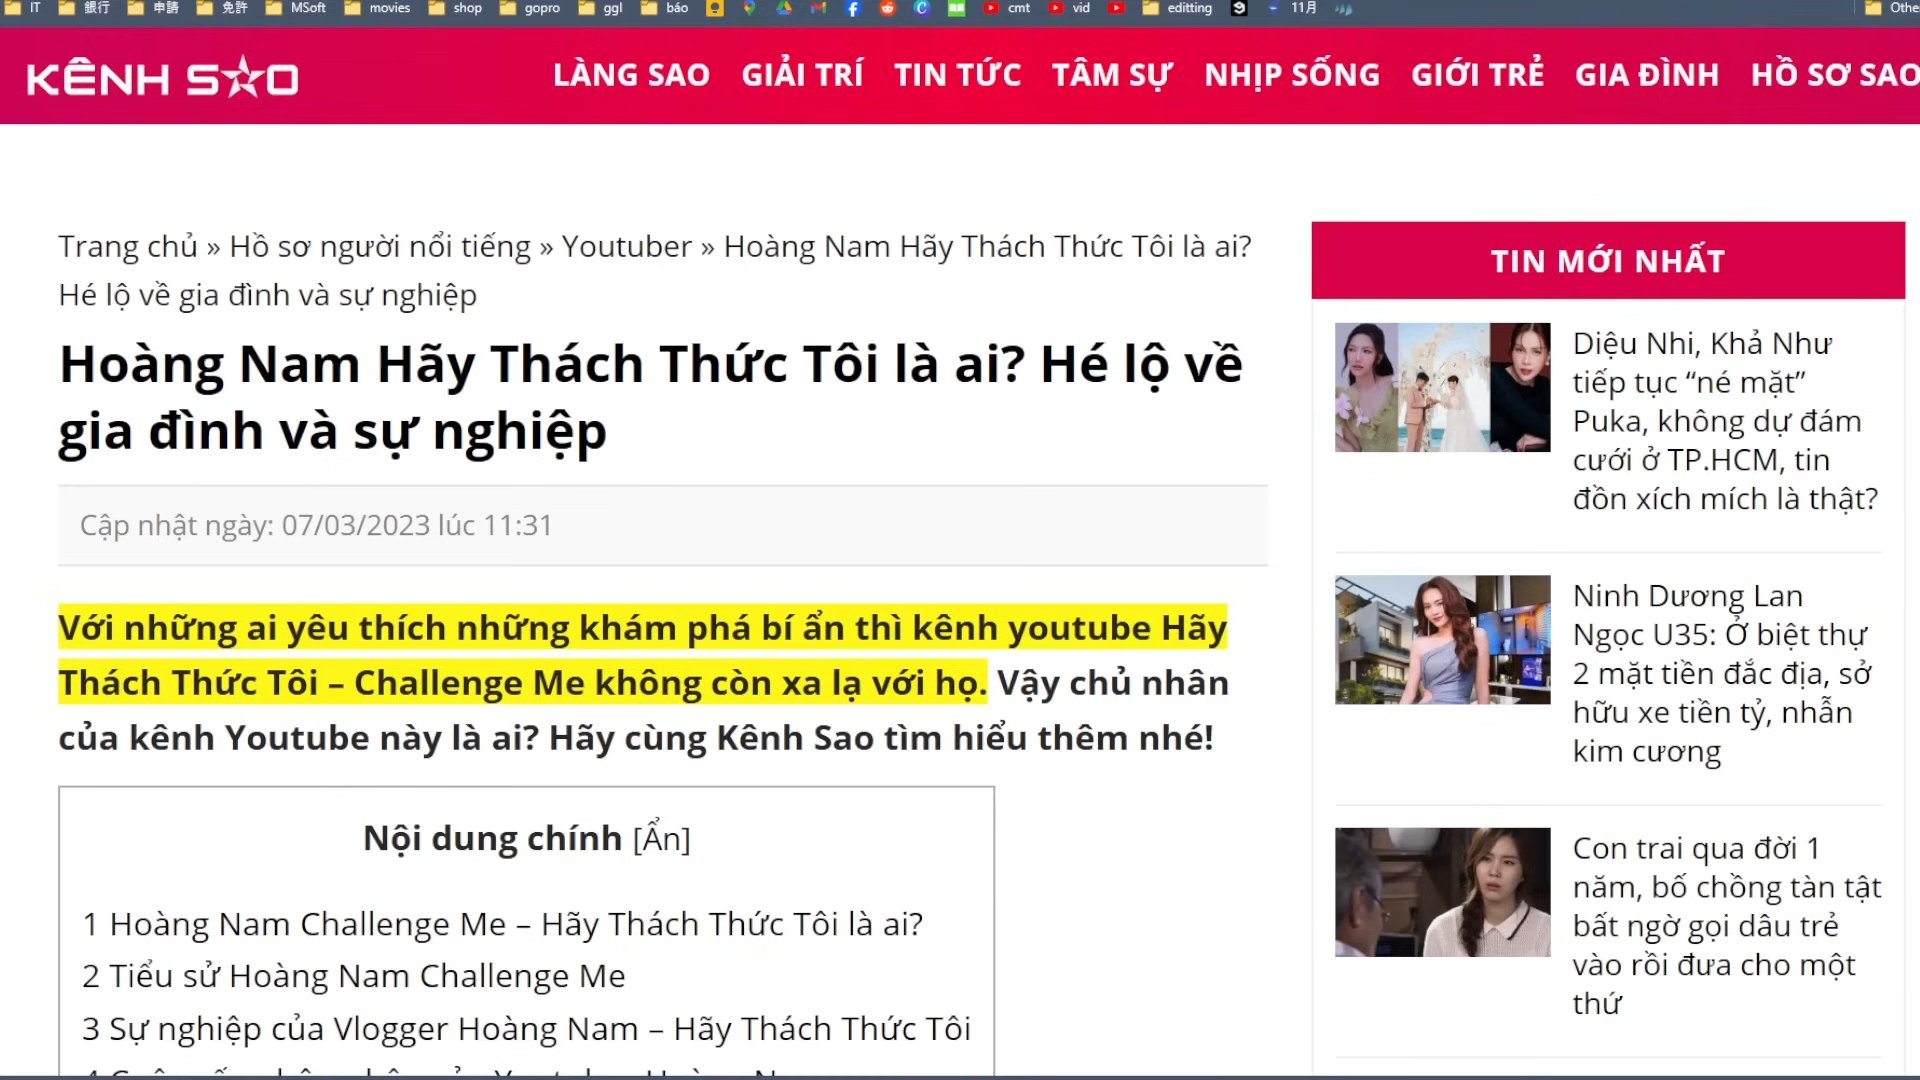 IT 銀行 申請 免許 MSoft movies shop gopro ggl báo cmt vid editting 11月 Othe
KÊNH SAO
LÀNG SAO GIẢI TRÍ TIN TỨC TÂM SỰ NHỊP SỐNG GIỚI TRẺ GIA ĐÌNH HỒ SƠ SAO
Trang chủ » Hồ sơ người nổi tiếng » Youtuber » Hoàng Nam Hãy Thách Thức Tôi là ai?
Hé lộ về gia đình và sự nghiệp
Hoàng Nam Hãy Thách Thức Tôi là ai? Hé lộ về
gia đình và sự nghiệp
Cập nhật ngày: 07/03/2023 lúc 11:31
Với những ai yêu thích những khám phá bí ẩn thì kênh youtube Hãy
Thách Thức Tôi – Challenge Me không còn xa lạ với họ. Vậy chủ nhân
của kênh Youtube này là ai? Hãy cùng Kênh Sao tìm hiểu thêm nhé!
Nội dung chính [Ẩn]
1 Hoàng Nam Challenge Me – Hãy Thách Thức Tôi là ai?
2 Tiểu sử Hoàng Nam Challenge Me
3 Sự nghiệp của Vlogger Hoàng Nam – Hãy Thách Thức Tôi
TIN MỚI NHẤT
Diệu Nhi, Khả Như
tiếp tục “né mặt”
Puka, không dự đám
cưới ở TP.HCM, tin
đồn xích mích là thật?
Ninh Dương Lan
Ngọc U35: Ở biệt thự
2 mặt tiền đắc địa, sở
hữu xe tiền tỷ, nhẫn
kim cương
Con trai qua đời 1
năm, bố chồng tàn tật
bất ngờ gọi dâu trẻ
vào rồi đưa cho một
thứ